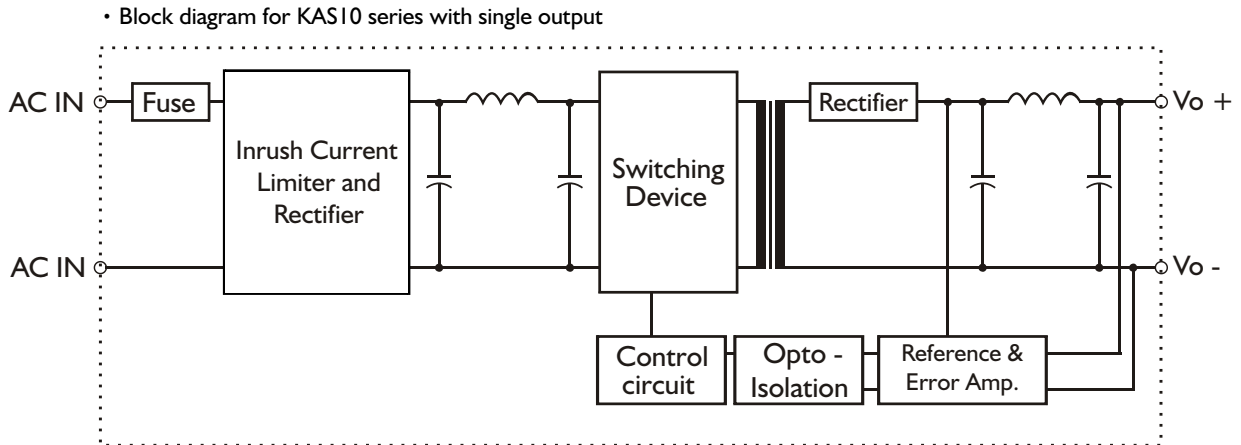 • Block diagram for KAS10 series with single output
AC IN
Fuse
Inrush Current
Limiter and
Rectifier
Switching
Device
Rectifier
Vo +
AC IN
Vo -
Control
circuit
Opto -
Isolation
Reference &
Error Amp.